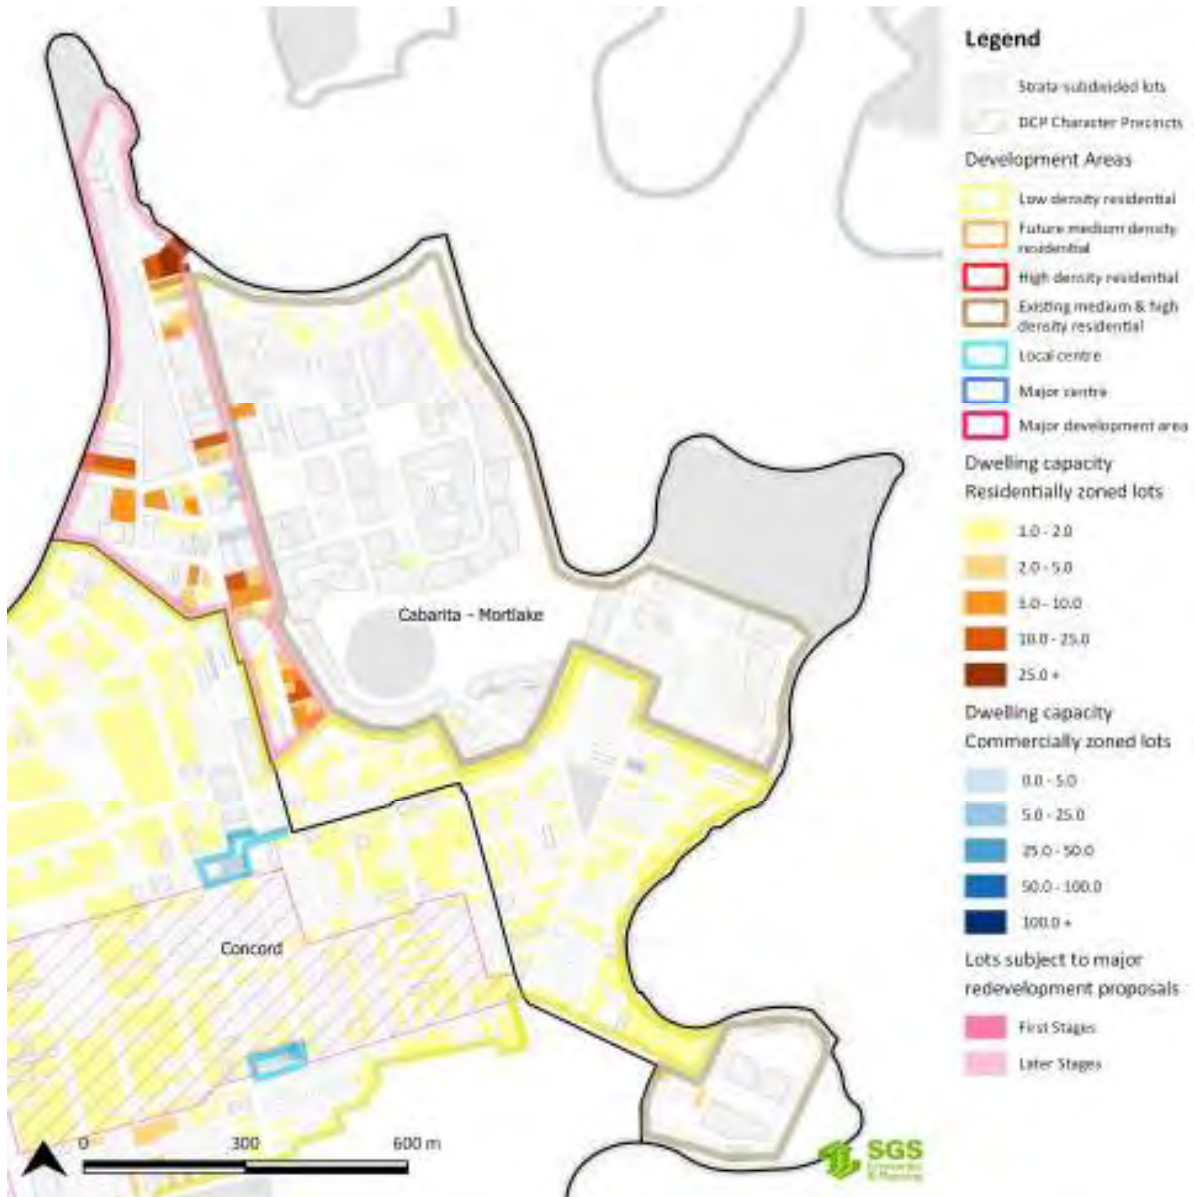 Legend
Strata-subdivided lots
DCP Character Precincts
Development Areas
Low density residential
Future medium density
residential
High density residential
Existing medium & high
density residential
Local centre
Major centre
Major development area
Dwelling capacity
Residentially zoned lots
1.0 - 2.0
2.0 - 5.0
5.0 - 10.0
10.0 - 25.0
25.0 +
Dwelling capacity
Commercially zoned lots
0.0 - 5.0
5.0 - 25.0
25.0 - 50.0
50.0 - 100.0
100.0 +
Lots subject to major
redevelopment proposals
First Stages
Later Stages
Cabarita - Mortlake
Concord
0 300 600 m
SGS
Economics
& Planning